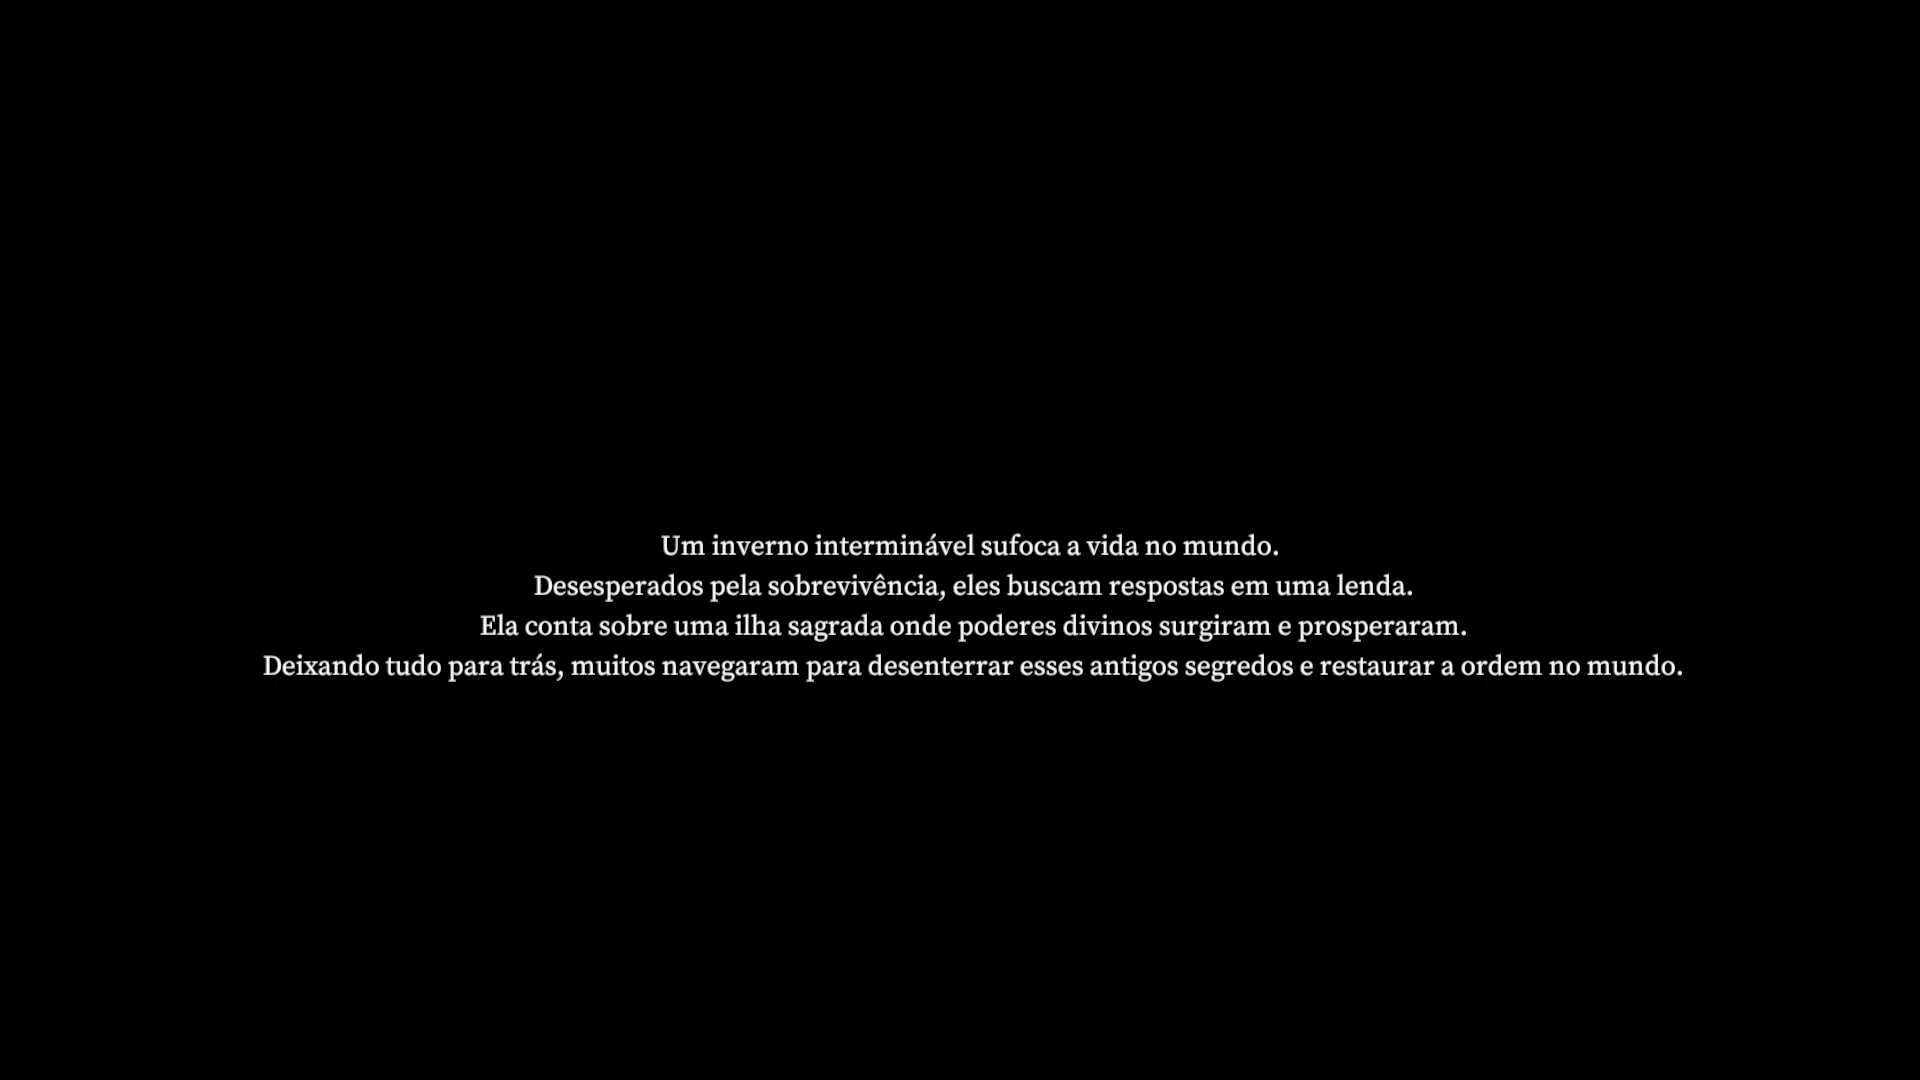 Um inverno interminável sufoca a vida no mundo.
Desesperados pela sobrevivência, eles buscam respostas em uma lenda.
Ela conta sobre uma ilha sagrada onde poderes divinos surgiram e prosperaram.
Deixando tudo para trás, muitos navegaram para desenterrar esses antigos segredos e restaurar a ordem no mundo.